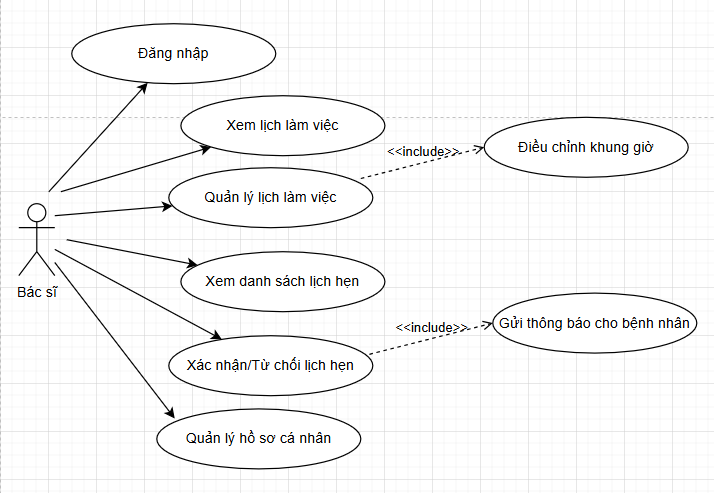 Đăng nhập
Xem lịch làm việc
<<include>>
Điều chỉnh khung giờ
Quản lý lịch làm việc
Bác sĩ
Xem danh sách lịch hẹn
<<include>>
Gửi thông báo cho bệnh nhân
Xác nhận/Từ chối lịch hẹn
Quản lý hồ sơ cá nhân